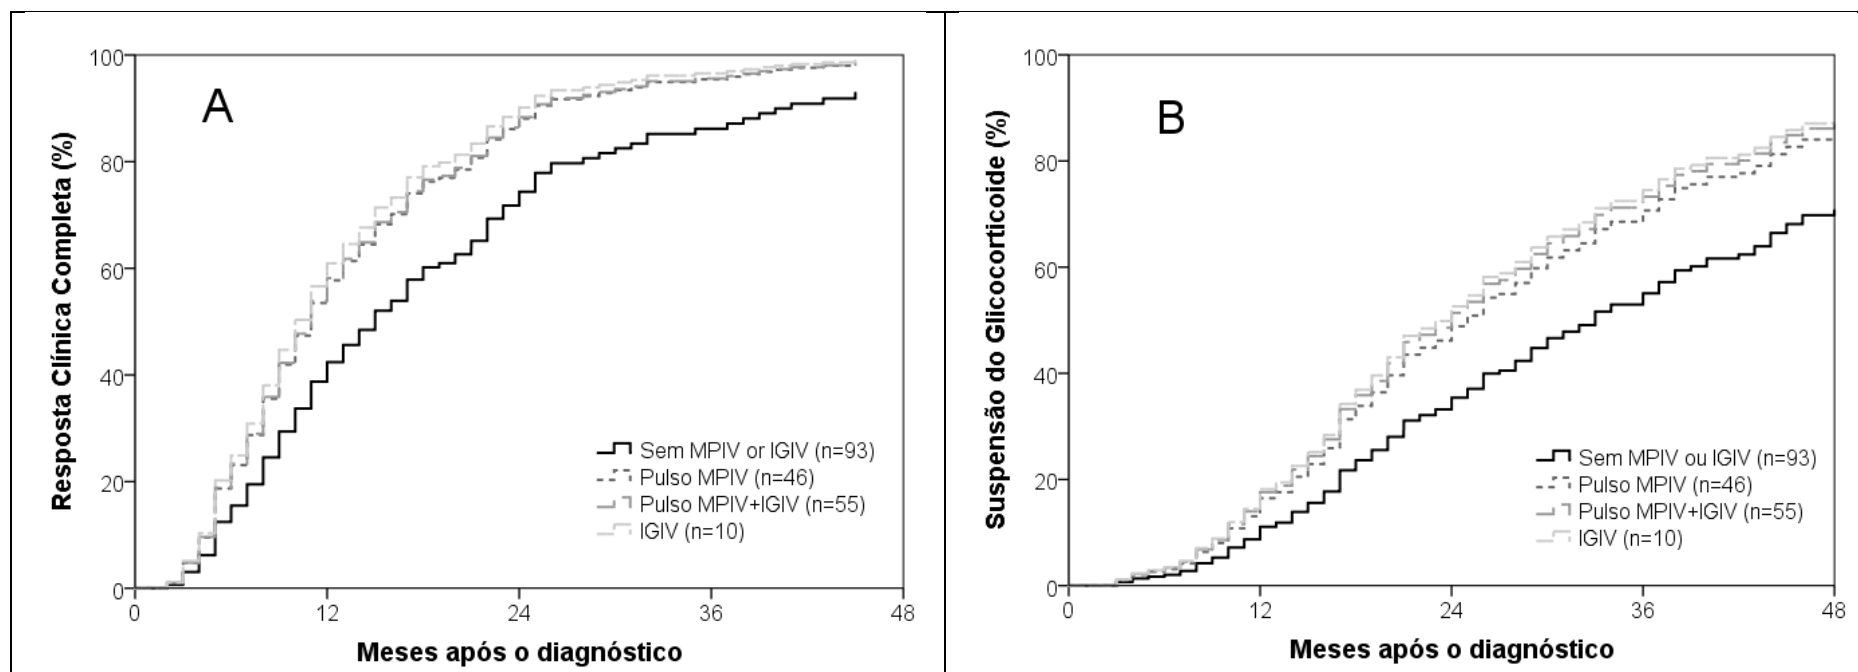 A
Resposta Clínica Completa (%)
100
80
60
40
20
0
Sem MPIV or IGIV (n=93)
Pulso MPIV (n=46)
Pulso MPIV+IGIV (n=55)
IGIV (n=10)
0 12 24 36 48
Meses após o diagnóstico
B
Suspensão do Glicocorticoide (%)
100
80
60
40
20
0
Sem MPIV ou IGIV (n=93)
Pulso MPIV (n=46)
Pulso MPIV+IGIV (n=55)
IGIV (n=10)
0 12 24 36 48
Meses após o diagnóstico